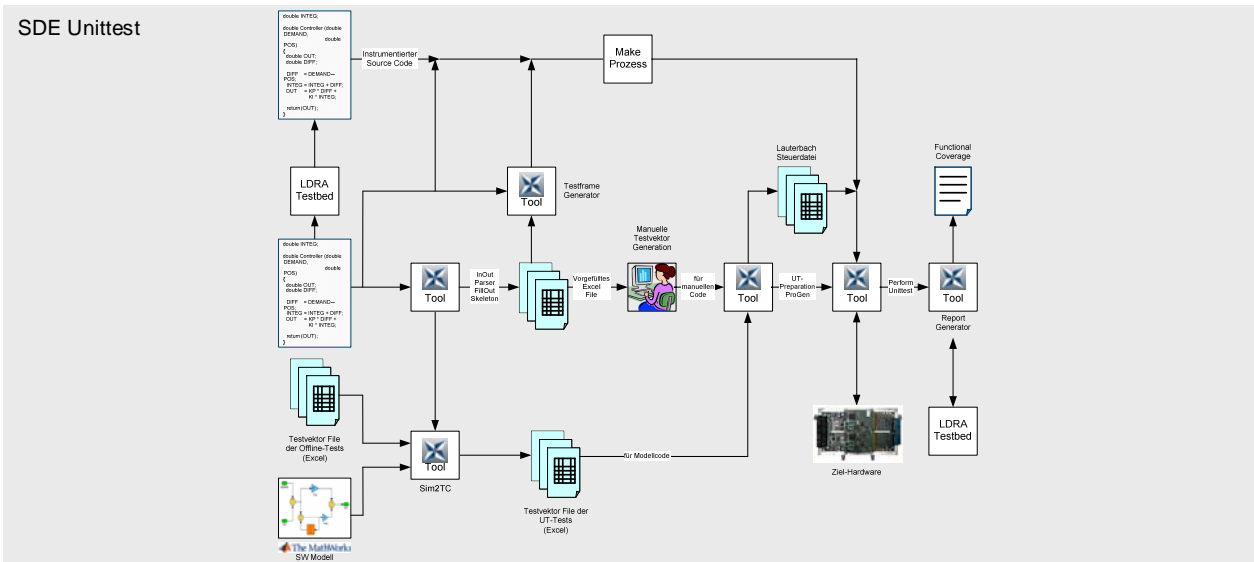 SDE Unittest
double INTEG;
double Controller (double
DEMAND,
double
POS)
{
double OUT;
double DIFF;
DIFF = DEMAND–
POS;
INTEG = INTEG + DIFF;
OUT = KP * DIFF +
KI * INTEG;
return(OUT);
}
Instrumentierter
Source Code
Make
Prozess
LDRA
Testbed
Tool
Testframe
Generator
Lauterbach
Steuerdatei
Functional
Coverage
double INTEG;
double Controller (double
DEMAND,
double
POS)
{
double OUT;
double DIFF;
DIFF = DEMAND–
POS;
INTEG = INTEG + DIFF;
OUT = KP * DIFF +
KI * INTEG;
return(OUT);
}
Tool
InOut
Parser
FillOut
Skeleton
Vorgefülltes
Excel
File
Manuelle
Testvektor
Generation
für
manuellen
Code
Tool
UT-
Preparation
ProGen
Tool
Perform
Unittest
Tool
Report
Generator
Testvektor File
der Offline-Tests
(Excel)
Tool
Sim2TC
Testvektor File der
UT-Tests
(Excel)
für Modellcode
Ziel-Hardware
LDRA
Testbed
The MathWorks
SW Modell